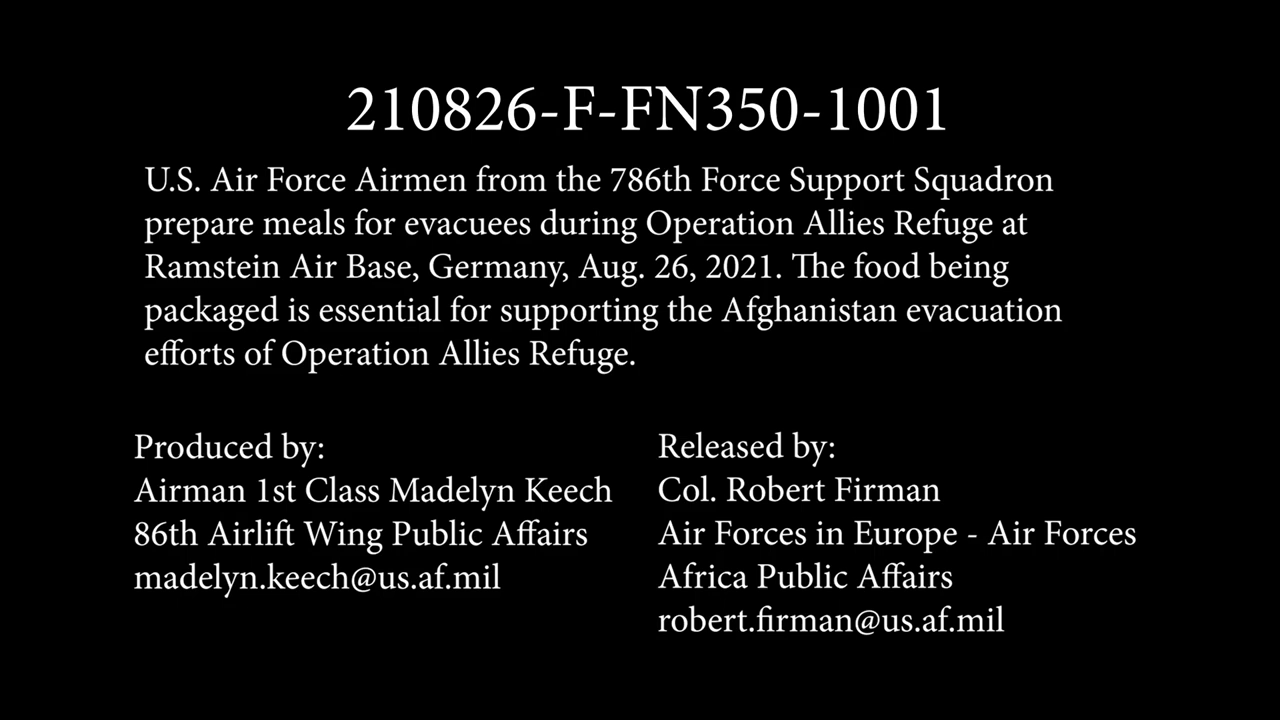 210826-F-FN350-1001
U.S. Air Force Airmen from the 786th Force Support Squadron
prepare meals for evacuees during Operation Allies Refuge at
Ramstein Air Base, Germany, Aug. 26, 2021. The food being
packaged is essential for supporting the Afghanistan evacuation
efforts of Operation Allies Refuge.
Produced by:
Airman 1st Class Madelyn Keech
86th Airlift Wing Public Affairs
madelyn.keech@us.af.mil
Released by:
Col. Robert Firman
Air Forces in Europe - Air Forces
Africa Public Affairs
robert.firman@us.af.mil